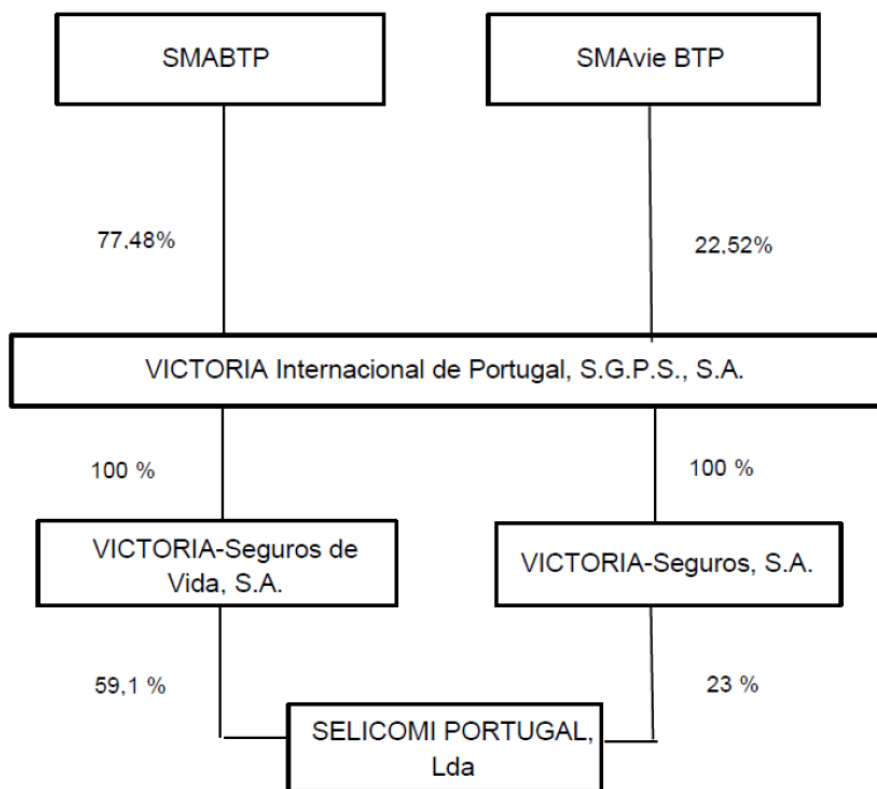 SMABTP
SMAvie BTP
77,48%
22,52%
VICTORIA Internacional de Portugal, S.G.P.S., S.A.
100 %
100 %
VICTORIA-Seguros de
Vida, S.A.
VICTORIA-Seguros, S.A.
59,1 %
23 %
SELICOMI PORTUGAL,
Lda